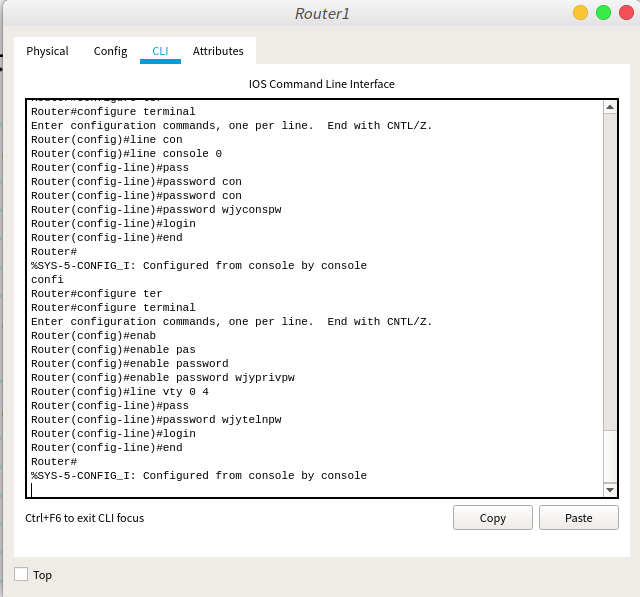 Router1
Physical Config CLI Attributes
IOS Command Line Interface
Router#configure ter
Router#configure terminal
Enter configuration commands, one per line.  End with CNTL/Z.
Router(config)#line con
Router(config)#line console 0
Router(config-line)#pass
Router(config-line)#password con
Router(config-line)#password con
Router(config-line)#password wjyconspw
Router(config-line)#login
Router(config-line)#end
Router#
%SYS-5-CONFIG_I: Configured from console by console
confi
Router#configure ter
Router#configure terminal
Enter configuration commands, one per line.  End with CNTL/Z.
Router(config)#enab
Router(config)#enable pas
Router(config)#enable password
Router(config)#enable password wjyprivpw
Router(config)#line vty 0 4
Router(config-line)#pass
Router(config-line)#password wjytelnpw
Router(config-line)#login
Router(config-line)#end
Router#
%SYS-5-CONFIG_I: Configured from console by console
Ctrl+F6 to exit CLI focus Copy Paste
Top